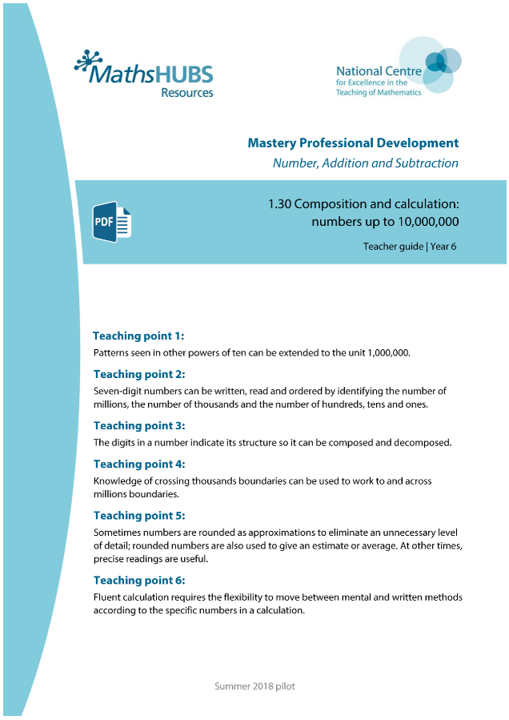 MathsHUBS
Resources
National Centre
for Excellence in the
Teaching of Mathematics
Mastery Professional Development
Number, Addition and Subtraction
PDF
1.30 Composition and calculation:
numbers up to 10,000,000
Teacher guide | Year 6
Teaching point 1:
Patterns seen in other powers of ten can be extended to the unit 1,000,000.
Teaching point 2:
Seven-digit numbers can be written, read and ordered by identifying the number of
millions, the number of thousands and the number of hundreds, tens and ones.
Teaching point 3:
The digits in a number indicate its structure so it can be composed and decomposed.
Teaching point 4:
Knowledge of crossing thousands boundaries can be used to work to and across
millions boundaries.
Teaching point 5:
Sometimes numbers are rounded as approximations to eliminate an unnecessary level
of detail; rounded numbers are also used to give an estimate or average. At other times,
precise readings are useful.
Teaching point 6:
Fluent calculation requires the flexibility to move between mental and written methods
according to the specific numbers in a calculation.
Summer 2018 pilot